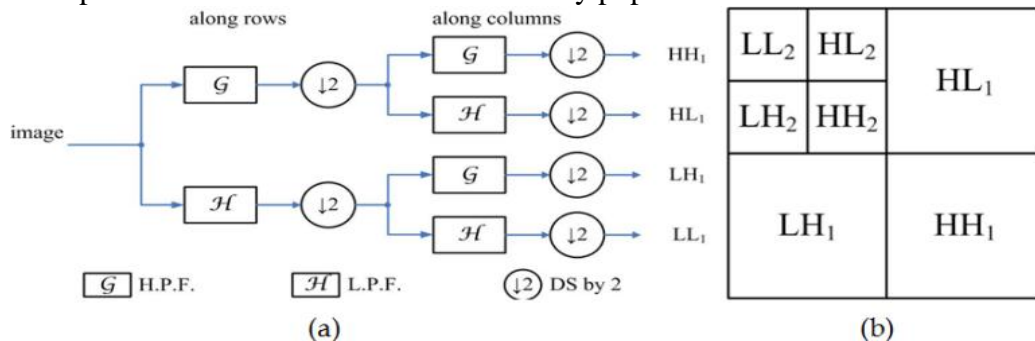 along rows
along columns
image
G
↓2
G
↓2
HH₁
H
↓2
HL₁
H
↓2
G
↓2
LH₁
H
↓2
LL₁
G H.P.F.
H L.P.F.
↓2 DS by 2
(a)
LL₂
HL₂
HL₁
LH₂
HH₂
LH₁
HH₁
(b)